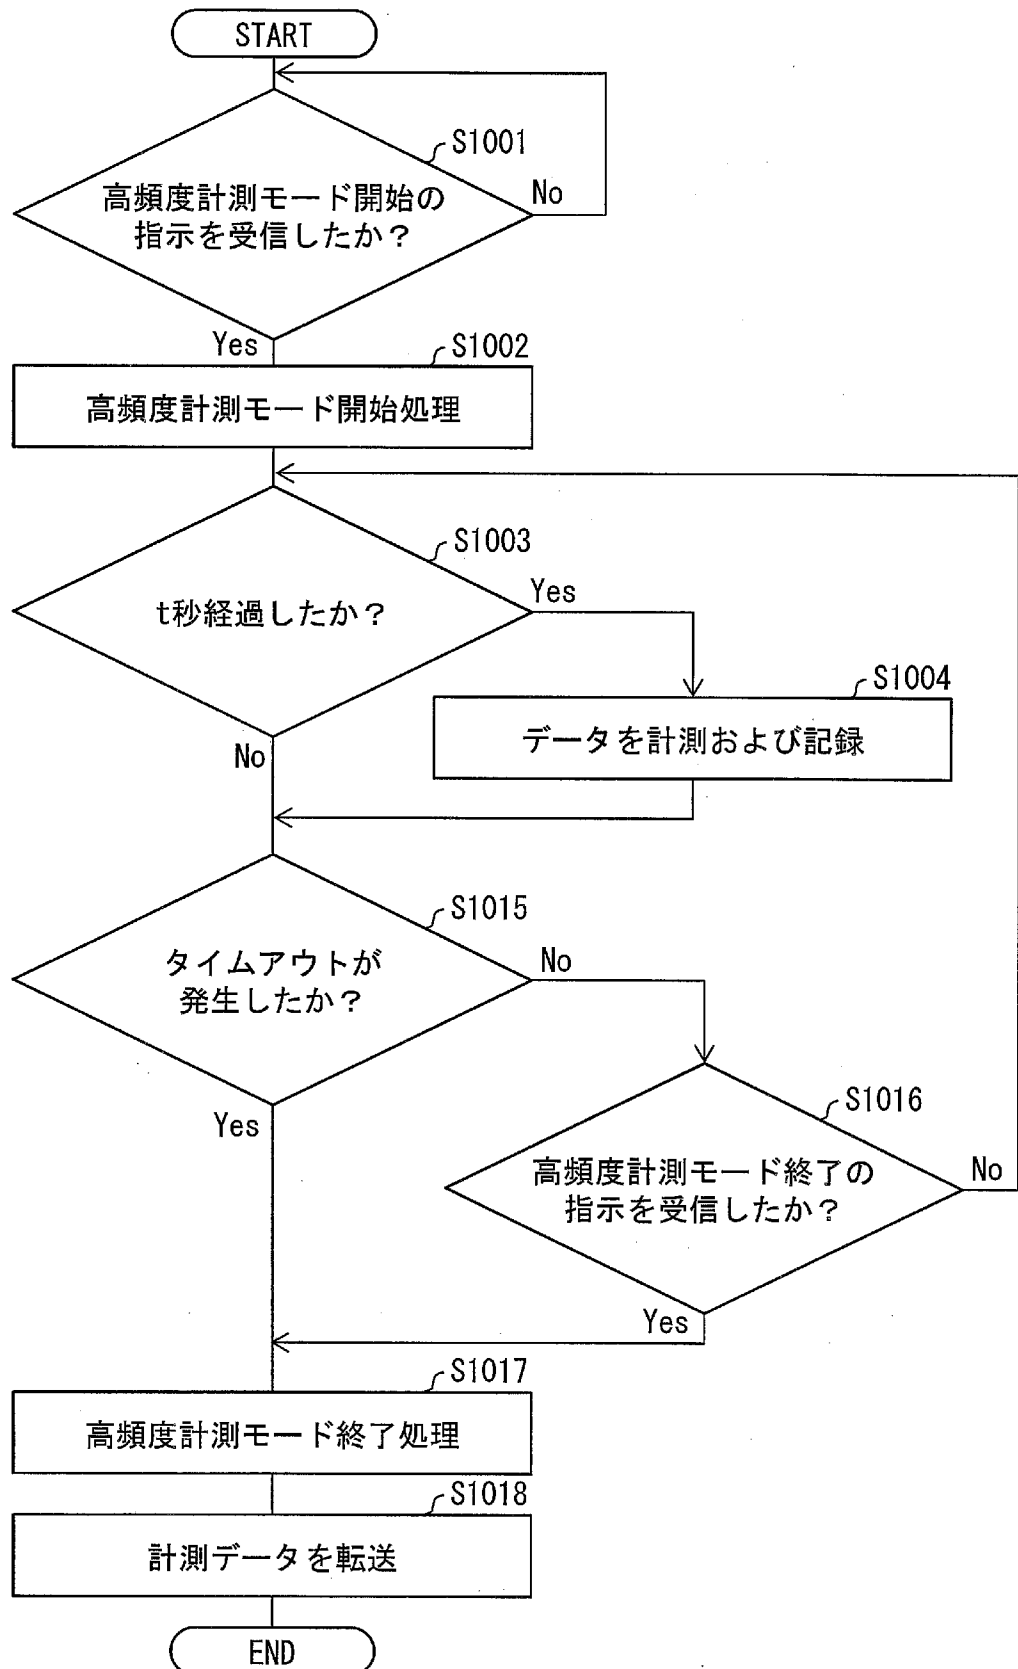 START
S1001
高頻度計測モード開始の
指示を受信したか？
No
Yes
S1002
高頻度計測モード開始処理
S1003
t秒経過したか？
Yes
S1004
データを計測および記録
No
S1015
タイムアウトが
発生したか？
No
Yes
S1016
高頻度計測モード終了の
指示を受信したか？
No
Yes
S1017
高頻度計測モード終了処理
S1018
計測データを転送
END